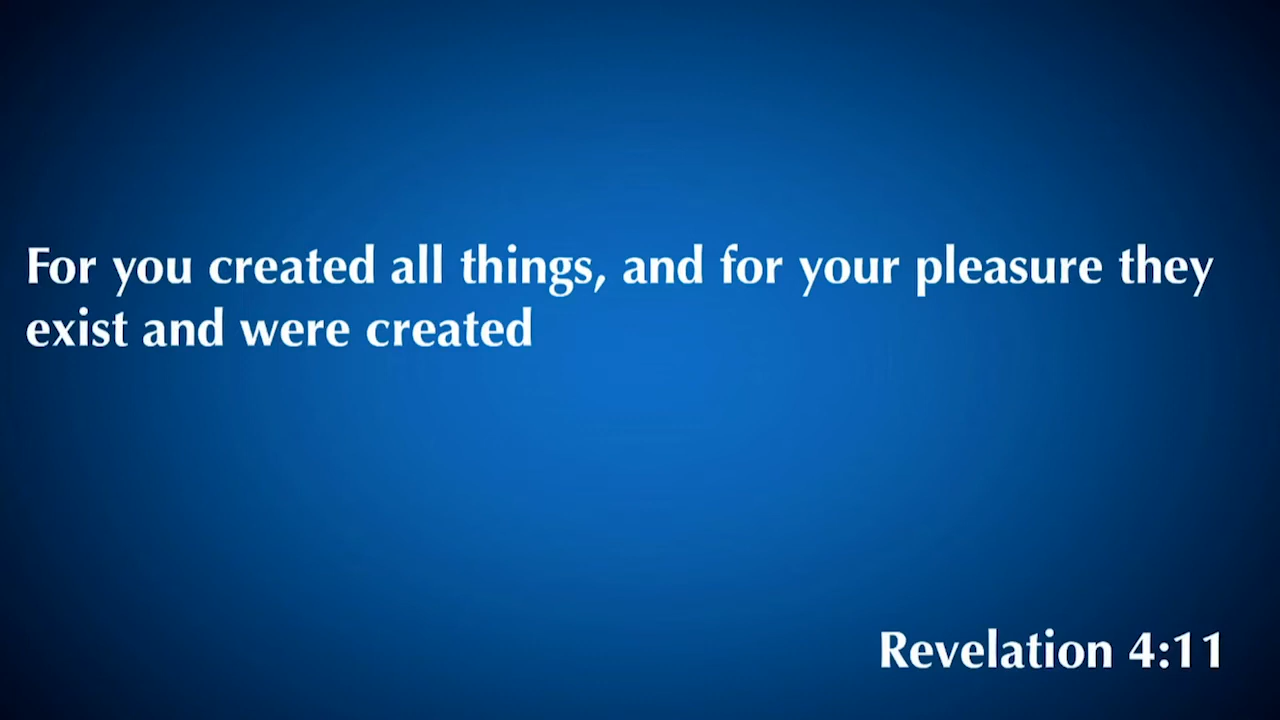 For you created all things, and for your pleasure they
exist and were created
Revelation 4:11